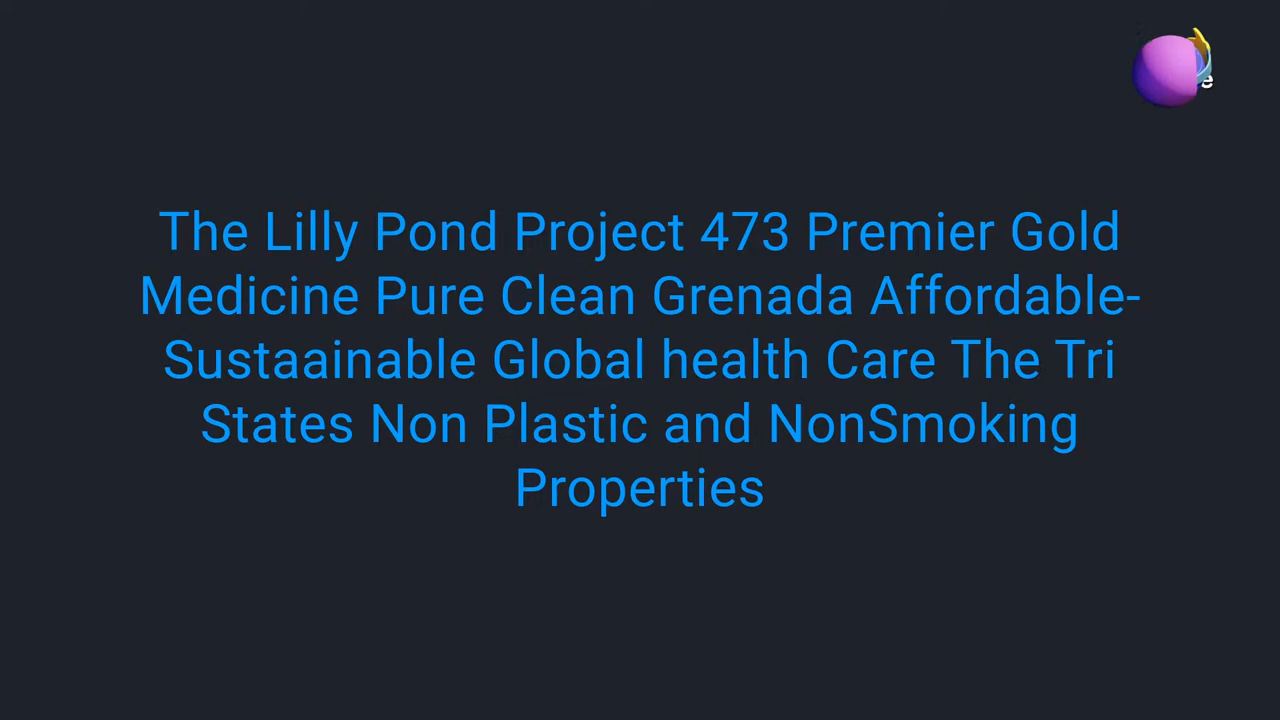 The Lilly Pond Project 473 Premier Gold
Medicine Pure Clean Grenada Affordable-
Sustaainable Global health Care The Tri
States Non Plastic and NonSmoking
Properties